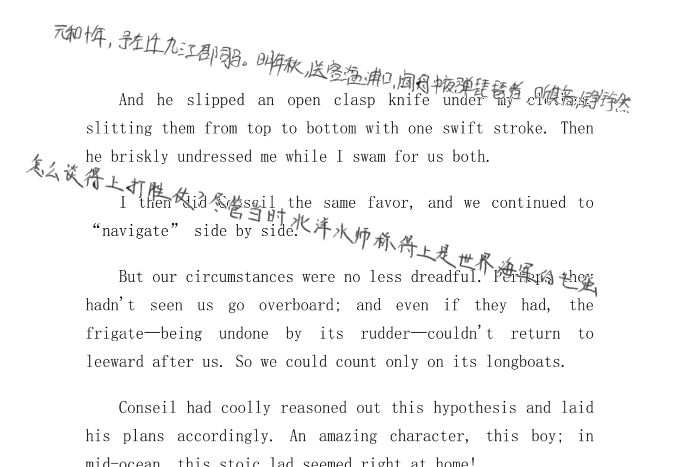 元和十年，予左迁九江郡司马。明年秋，送客湓浦口，闻舟中夜弹琵琶者，听其音，铮铮然
And he slipped an open clasp knife under my clothes,
slitting them from top to bottom with one swift stroke. Then
he briskly undressed me while I swam for us both.
怎么谈得上打胜仗？尽管当时北洋水师称得上是世界海军的七强
I then did Conseil the same favor, and we continued to
“navigate” side by side.
But our circumstances were no less dreadful. Perhaps they
hadn't seen us go overboard; and even if they had, the
frigate—being undone by its rudder—couldn't return to
leeward after us. So we could count only on its longboats.
Conseil had coolly reasoned out this hypothesis and laid
his plans accordingly. An amazing character, this boy; in
mid-ocean, this stoic lad seemed right at home!